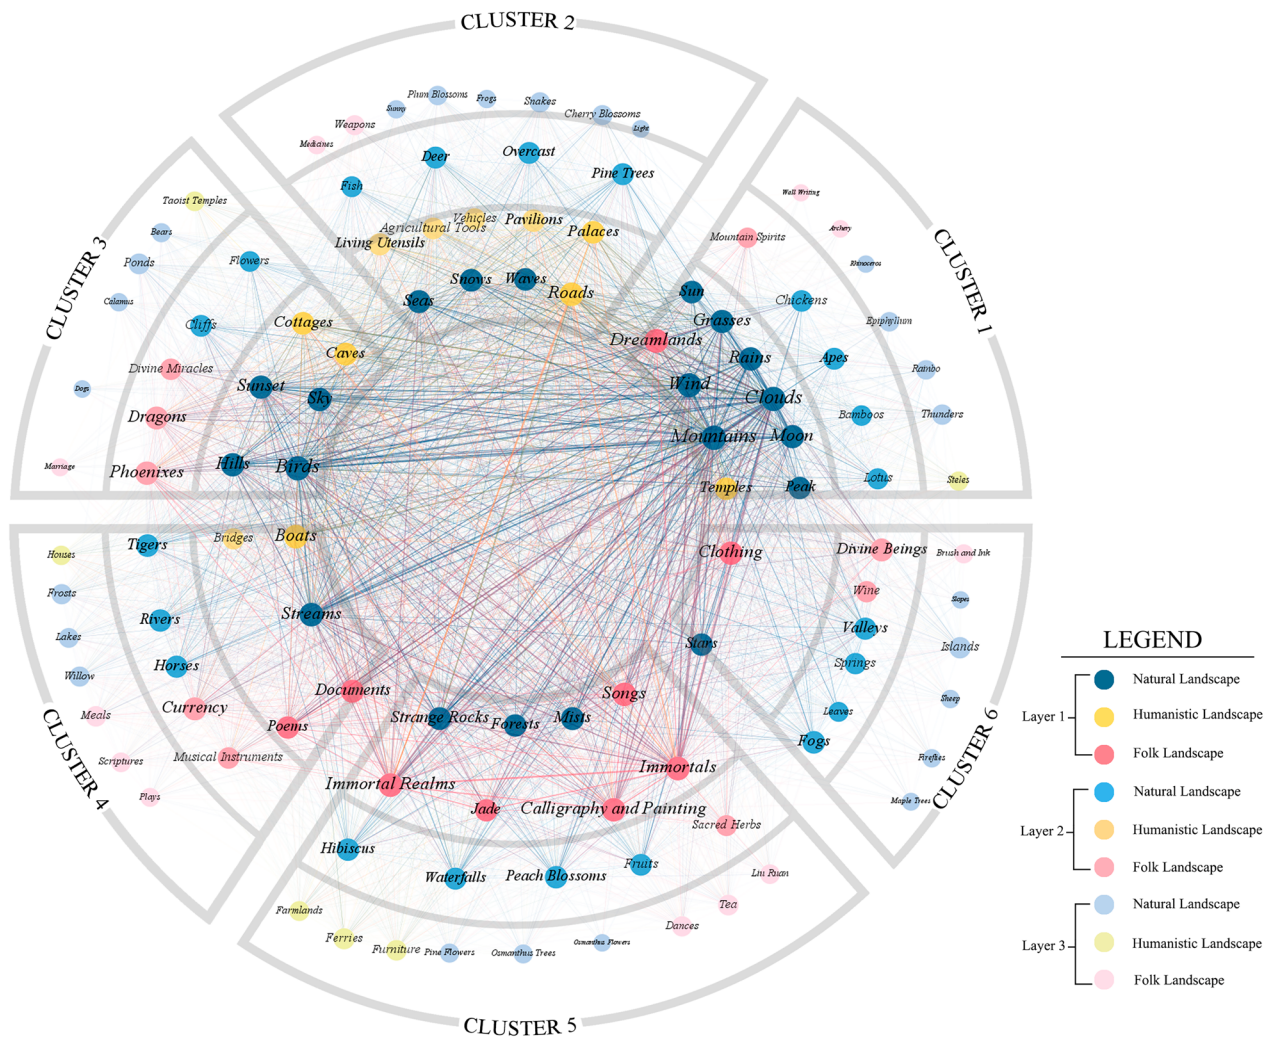 CLUSTER 2
Plum Blossoms
Frogs
Snakes
Sunny
Cherry Blossoms
Light
Weapons
Medicines
Deer
Overcast
Pine Trees
Fish
Vehicles
Pavilions
Agricultural Tools
Palaces
Living Utensils
Snows
Waves
Roads
Seas
CLUSTER 1
Wall Writing
Archery
Mountain Spirits
Rhinoceros
Sun
Chickens
Grasses
Epiphyllum
Dreamlands
Rains
Apes
Rainbo
Wind
Clouds
Bamboos
Thunders
Mountains
Moon
Lotus
Steles
Temples
Peak
CLUSTER 3
Taoist Temples
Bears
Ponds
Flowers
Calamus
Cliffs
Cottages
Caves
Divine Miracles
Dogs
Sunset
Sky
Dragons
Marriage
Phoenixes
Hills
Birds
CLUSTER 4
Houses
Tigers
Bridges
Boats
Frosts
Rivers
Streams
Lakes
Horses
Willow
Documents
Meals
Currency
Poems
Scriptures
Musical Instruments
Plays
CLUSTER 6
Clothing
Divine Beings
Brush and Ink
Wine
Slopes
Valleys
Stars
Islands
Springs
Sheep
Leaves
Fogs
Fireflies
Maple Trees
CLUSTER 5
Songs
Strange Rocks
Forests
Mists
Immortals
Immortal Realms
Jade
Calligraphy and Painting
Sacred Herbs
Hibiscus
Waterfalls
Peach Blossoms
Fruits
Liu Ruan
Tea
Farmlands
Dances
Ferries
Furniture
Pine Flowers
Osmanthus Trees
Osmanthus Flowers
LEGEND
Layer 1
Natural Landscape
Humanistic Landscape
Folk Landscape
Layer 2
Natural Landscape
Humanistic Landscape
Folk Landscape
Layer 3
Natural Landscape
Humanistic Landscape
Folk Landscape